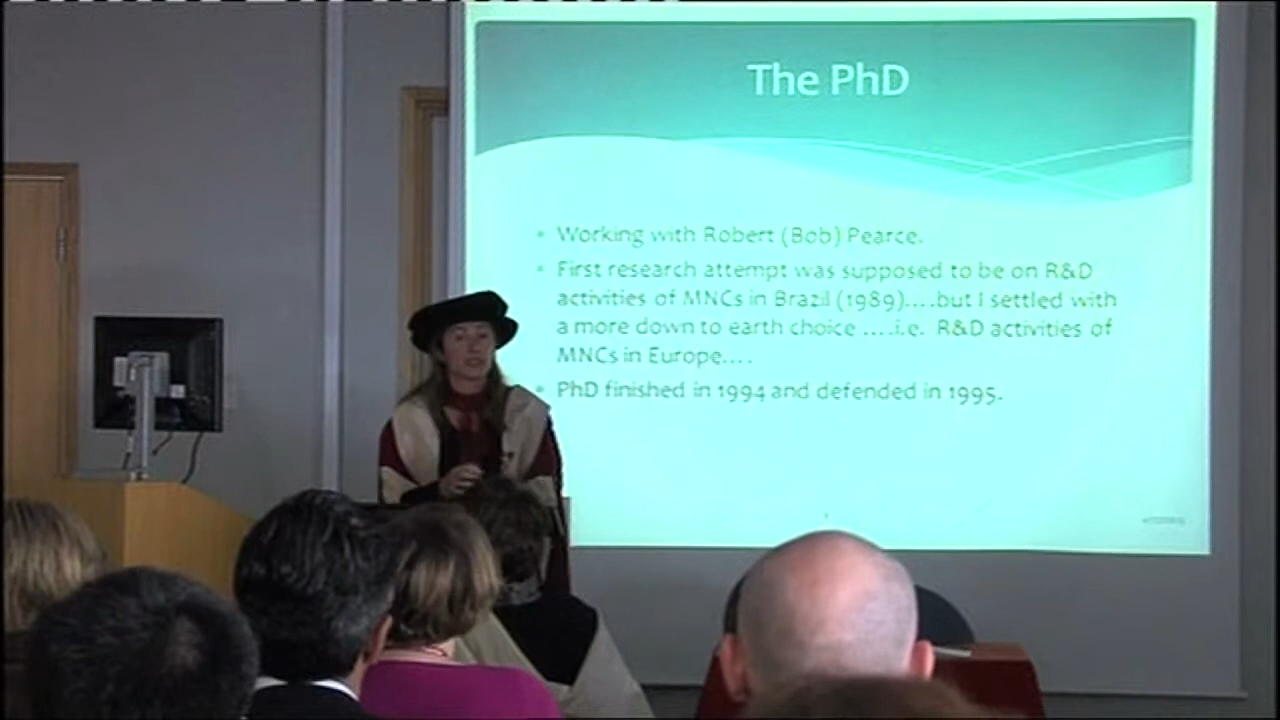 The PhD
• Working with Robert (Bob) Pearce.
• First research attempt was supposed to be on R&D
activities of MNCs in Brazil (1989)....but I settled with
a more down to earth choice ....i.e. R&D activities of
MNCs in Europe....
• PhD finished in 1994 and defended in 1995.